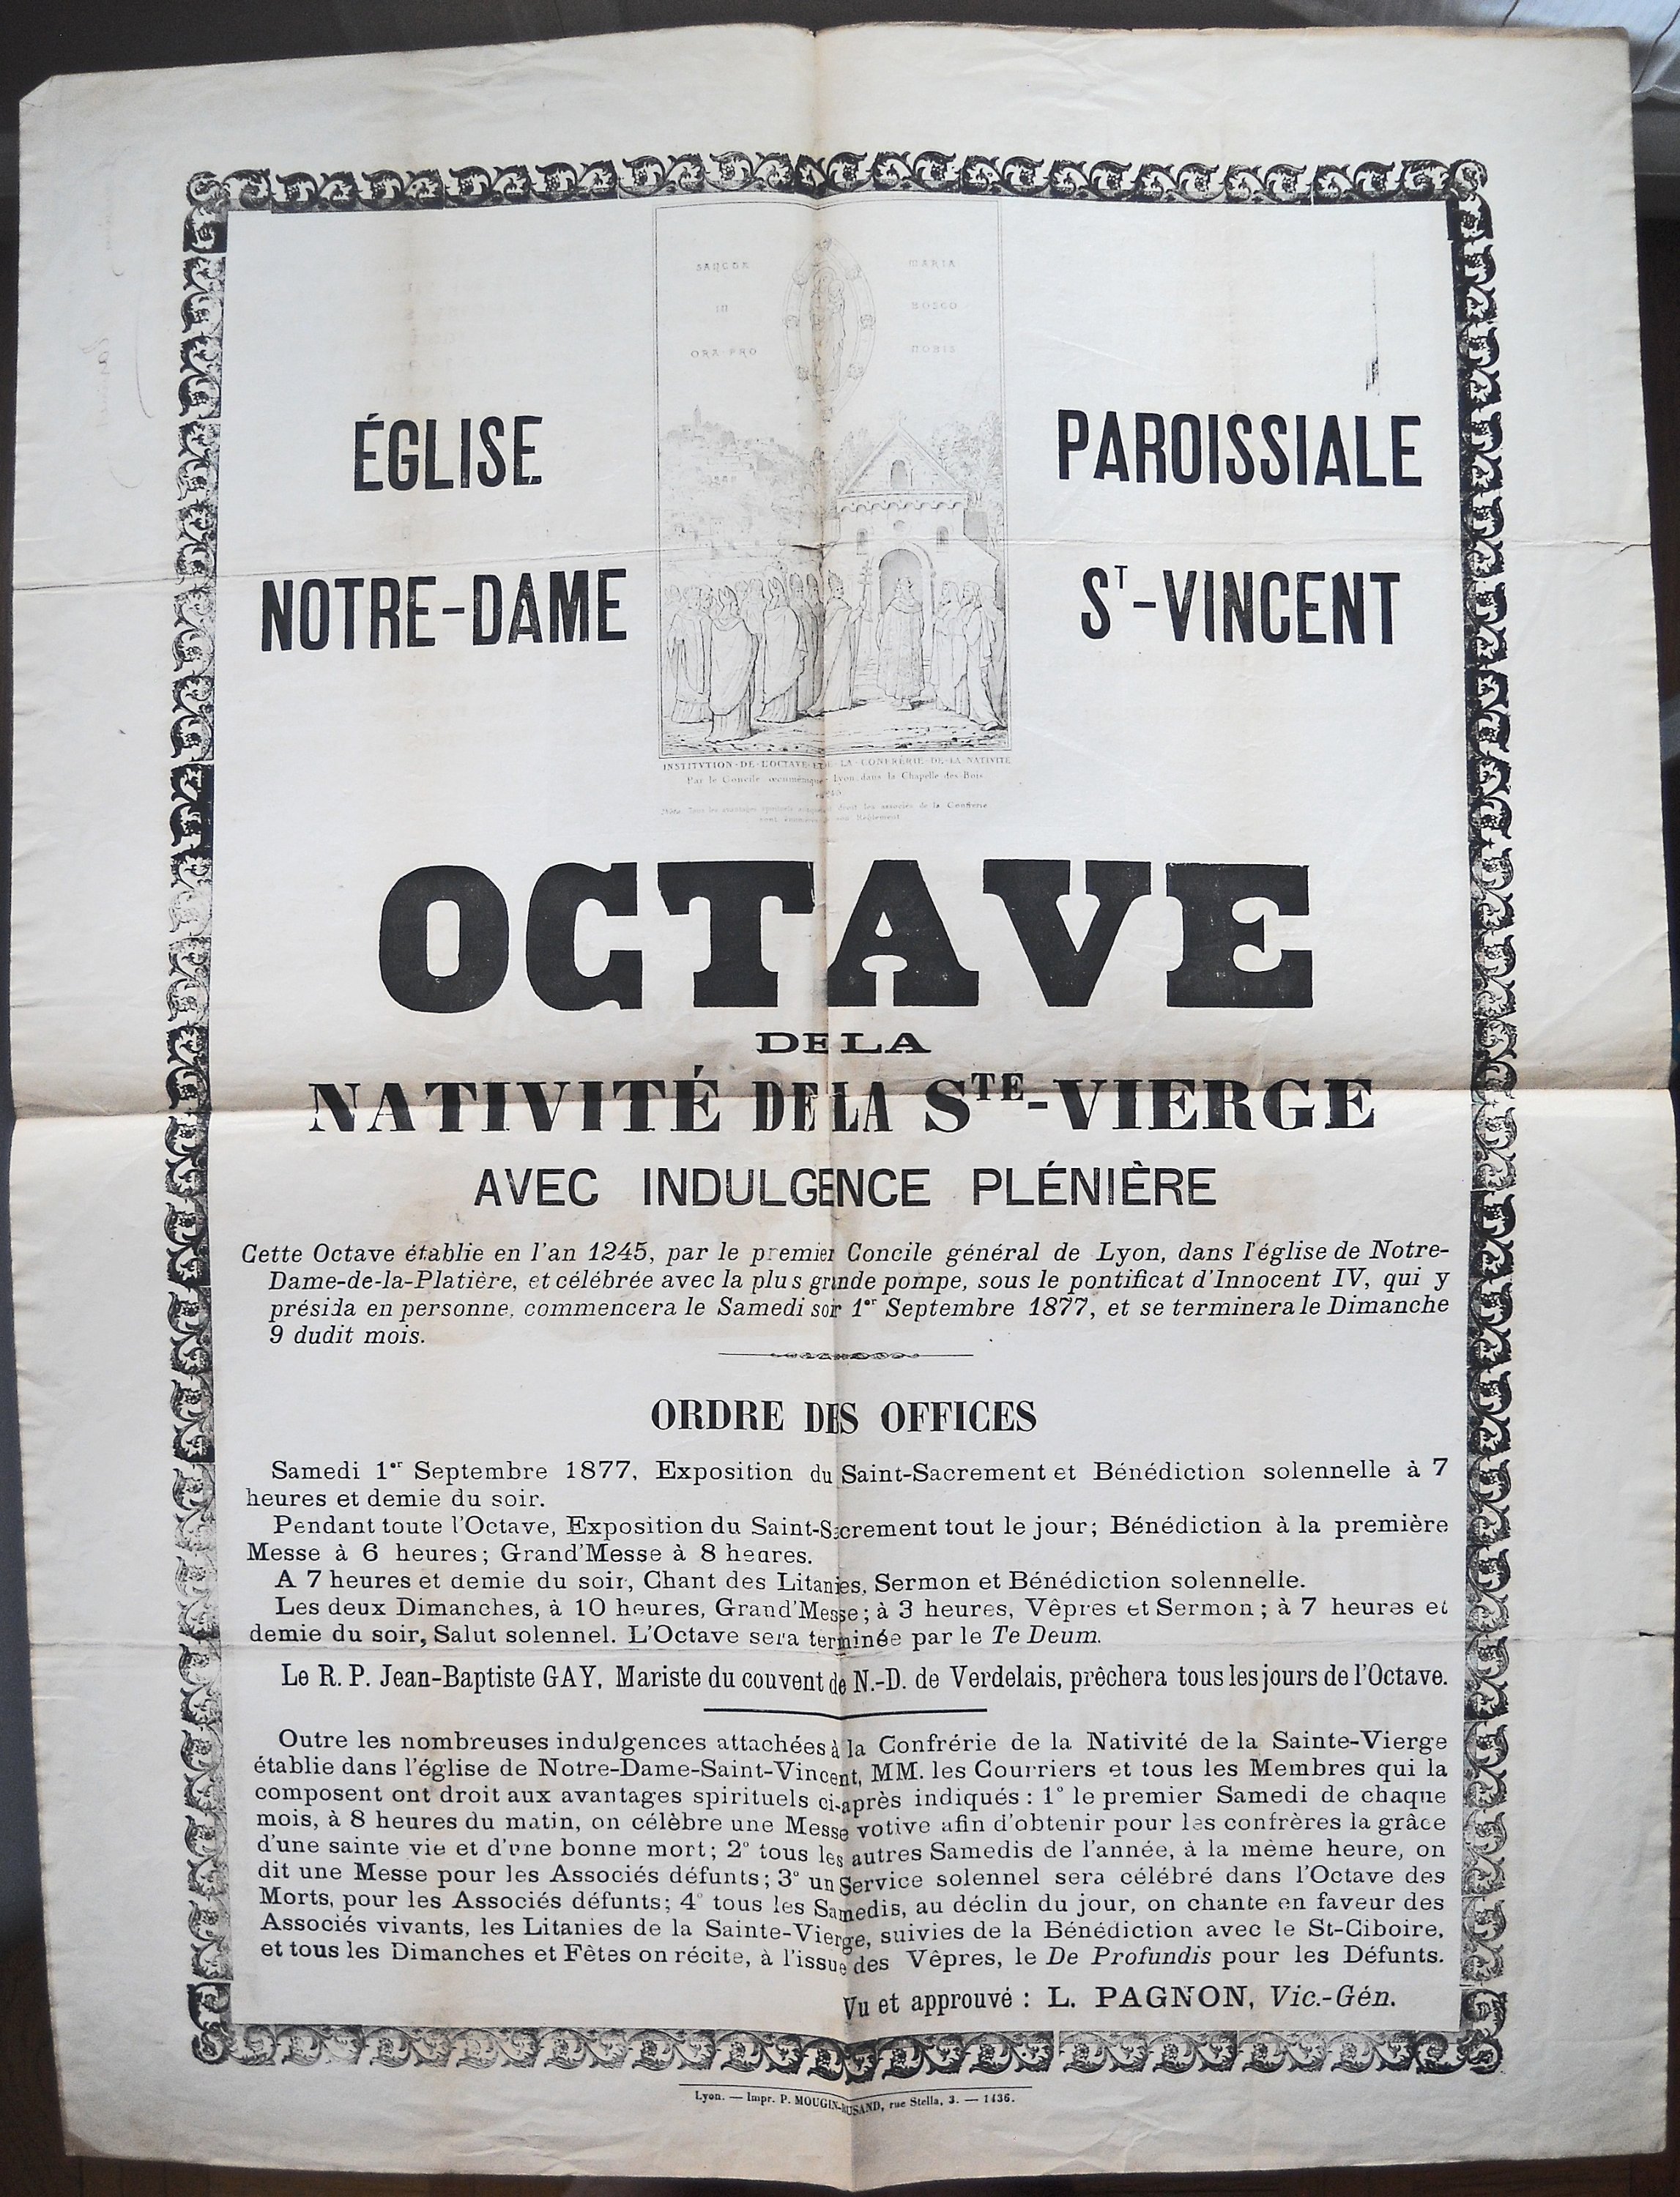 SANCTA MARIA
IN BOSCO
ORA PRO NOBIS
ÉGLISE PAROISSIALE
NOTRE-DAME ST-VINCENT
INSTITVTION-DE-L'OCTAVE-ET-DE-LA-CONFRÉRIE-DE-LA-NATIVITÉ
Par le Concile œcuménique Lyon, dans la Chapelle des Bois
OCTAVE
DE LA
NATIVITÉ DE LA STE-VIERGE
AVEC INDULGENCE PLÉNIÈRE
Cette Octave établie en l'an 1245, par le premier Concile général de Lyon, dans l'église de Notre-
Dame-de-la-Platière, et célébrée avec la plus grande pompe, sous le pontificat d'Innocent IV, qui y
présida en personne, commencera le Samedi soir 1er Septembre 1877, et se terminera le Dimanche
9 dudit mois.
ORDRE DES OFFICES
Samedi 1er Septembre 1877, Exposition du Saint-Sacrement et Bénédiction solennelle à 7
heures et demie du soir.
Pendant toute l'Octave, Exposition du Saint-Sacrement tout le jour; Bénédiction à la première
Messe à 6 heures; Grand'Messe à 8 heures.
A 7 heures et demie du soir, Chant des Litanies, Sermon et Bénédiction solennelle.
Les deux Dimanches, à 10 heures, Grand'Messe; à 3 heures, Vêpres et Sermon; à 7 heures et
demie du soir, Salut solennel. L'Octave sera terminée par le Te Deum.
Le R. P. Jean-Baptiste GAY, Mariste du couvent de N.-D. de Verdelais, prêchera tous les jours de l'Octave.
Outre les nombreuses indulgences attachées à la Confrérie de la Nativité de la Sainte-Vierge
établie dans l'église de Notre-Dame-Saint-Vincent, MM. les Courriers et tous les Membres qui la
composent ont droit aux avantages spirituels ci-après indiqués : 1° le premier Samedi de chaque
mois, à 8 heures du matin, on célèbre une Messe votive afin d'obtenir pour les confrères la grâce
d'une sainte vie et d'une bonne mort; 2° tous les autres Samedis de l'année, à la même heure, on
dit une Messe pour les Associés défunts; 3° un Service solennel sera célébré dans l'Octave des
Morts, pour les Associés défunts; 4° tous les Samedis, au déclin du jour, on chante en faveur des
Associés vivants, les Litanies de la Sainte-Vierge, suivies de la Bénédiction avec le St-Ciboire,
et tous les Dimanches et Fêtes on récite, à l'issue des Vêpres, le De Profundis pour les Défunts.
Vu et approuvé : L. PAGNON, Vic.-Gén.
Lyon. — Impr. P. MOUGIN-RUSAND, rue Stella, 3. — 1436.